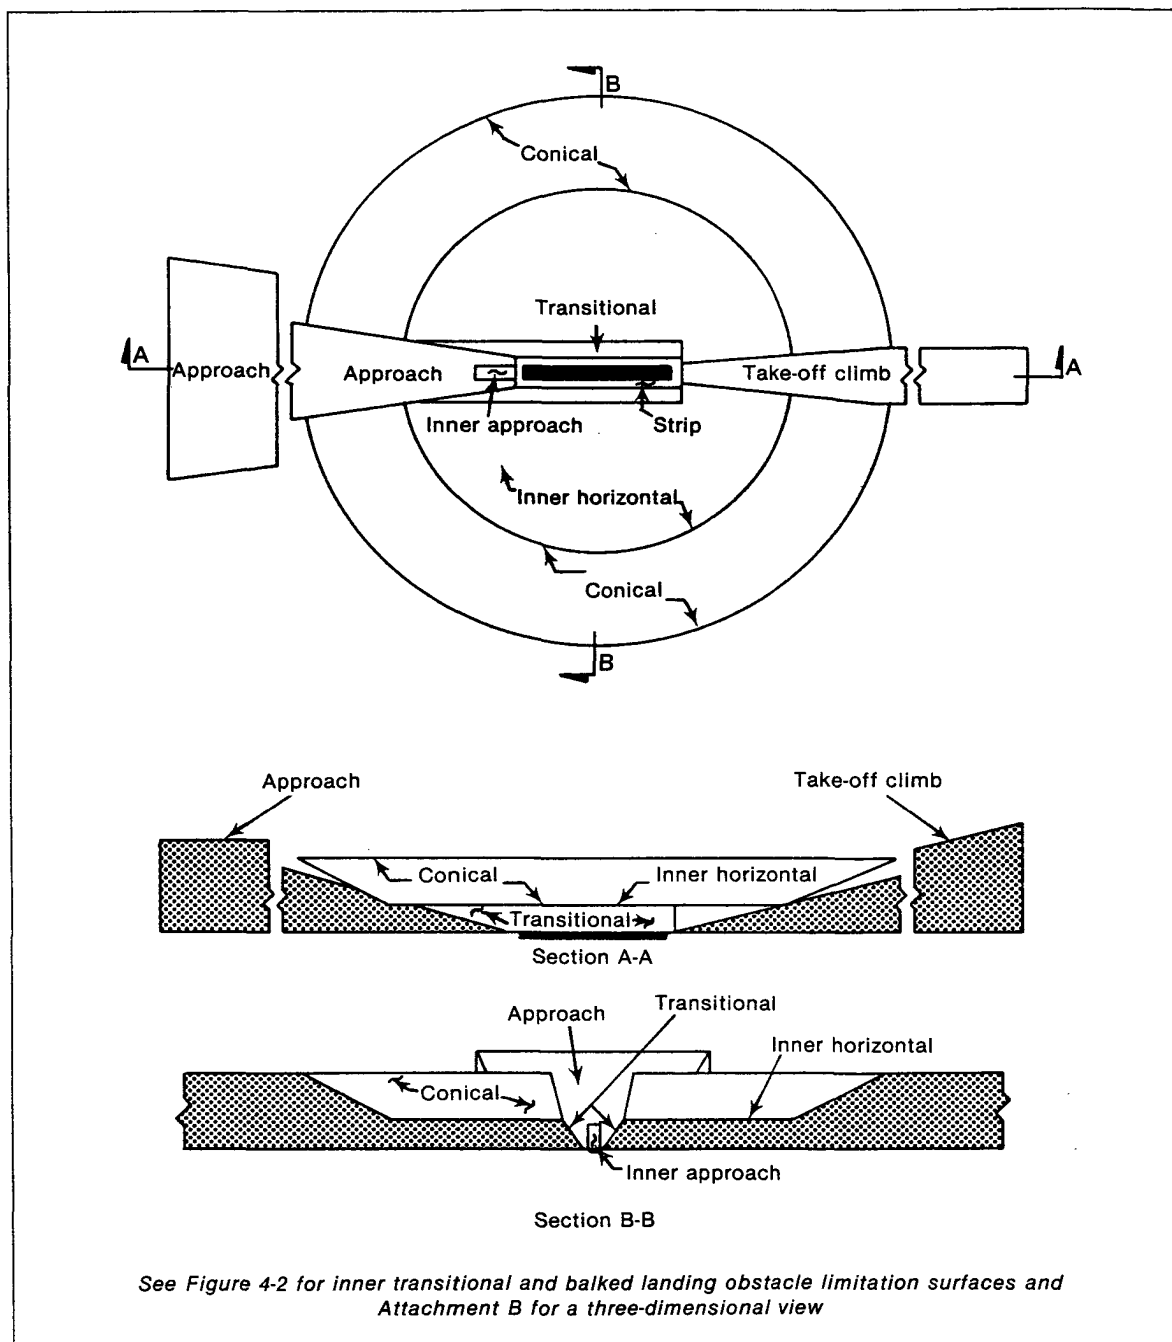 B
Conical
Transitional
A
Approach
Approach
Take-off climb
A
Inner approach
Strip
Inner horizontal
Conical
B
Approach
Take-off climb
Conical
Inner horizontal
Transitional
Section A-A
Approach
Transitional
Inner horizontal
Conical
Inner approach
Section B-B
See Figure 4-2 for inner transitional and balked landing obstacle limitation surfaces and
Attachment B for a three-dimensional view